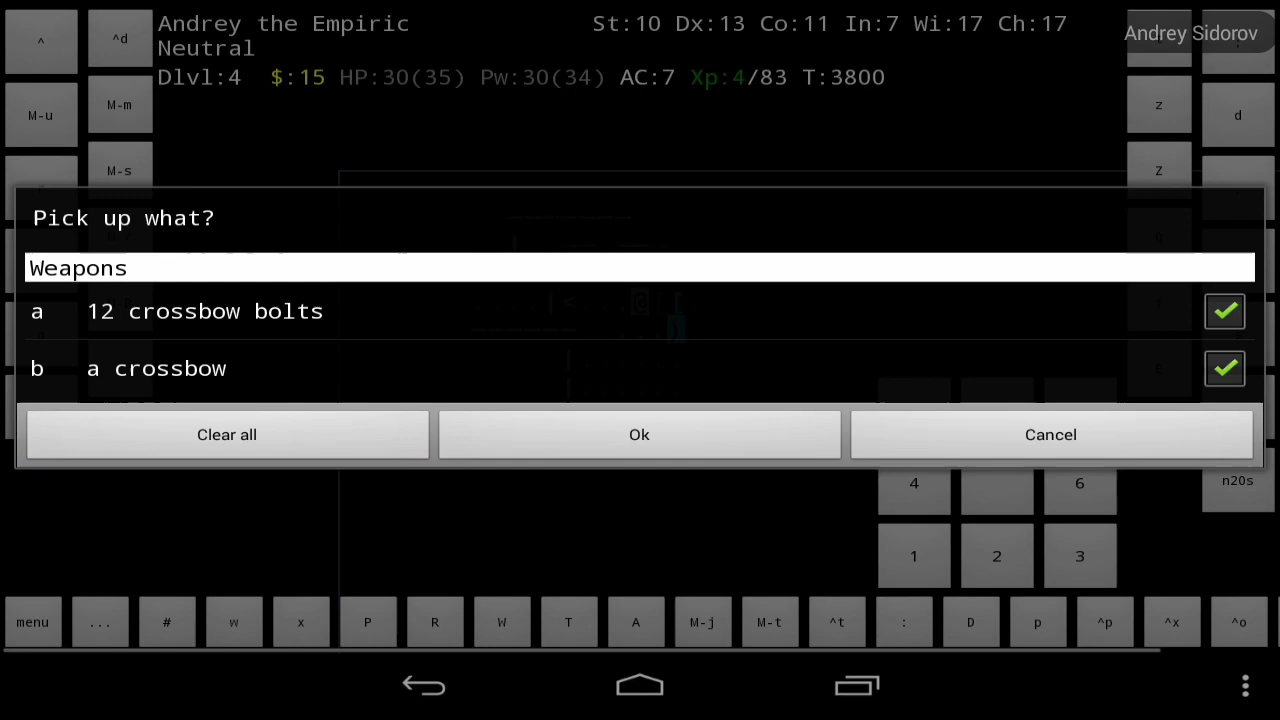 Andrey the Empiric St:10 Dx:13 Co:11 In:7 Wi:17 Ch:17
Neutral
Dlvl:4 $:15 HP:30(35) Pw:30(34) AC:7 Xp:4/83 T:3800
Andrey Sidorov
^
^d
M-u
M-m
z
d
M-s
Z
Pick up what?
Weapons
a 12 crossbow bolts
b a crossbow
Clear all
Ok
Cancel
4
6
n20s
1
2
3
menu
...
#
w
x
P
R
W
T
A
M-j
M-t
^t
:
D
p
^p
^x
^o